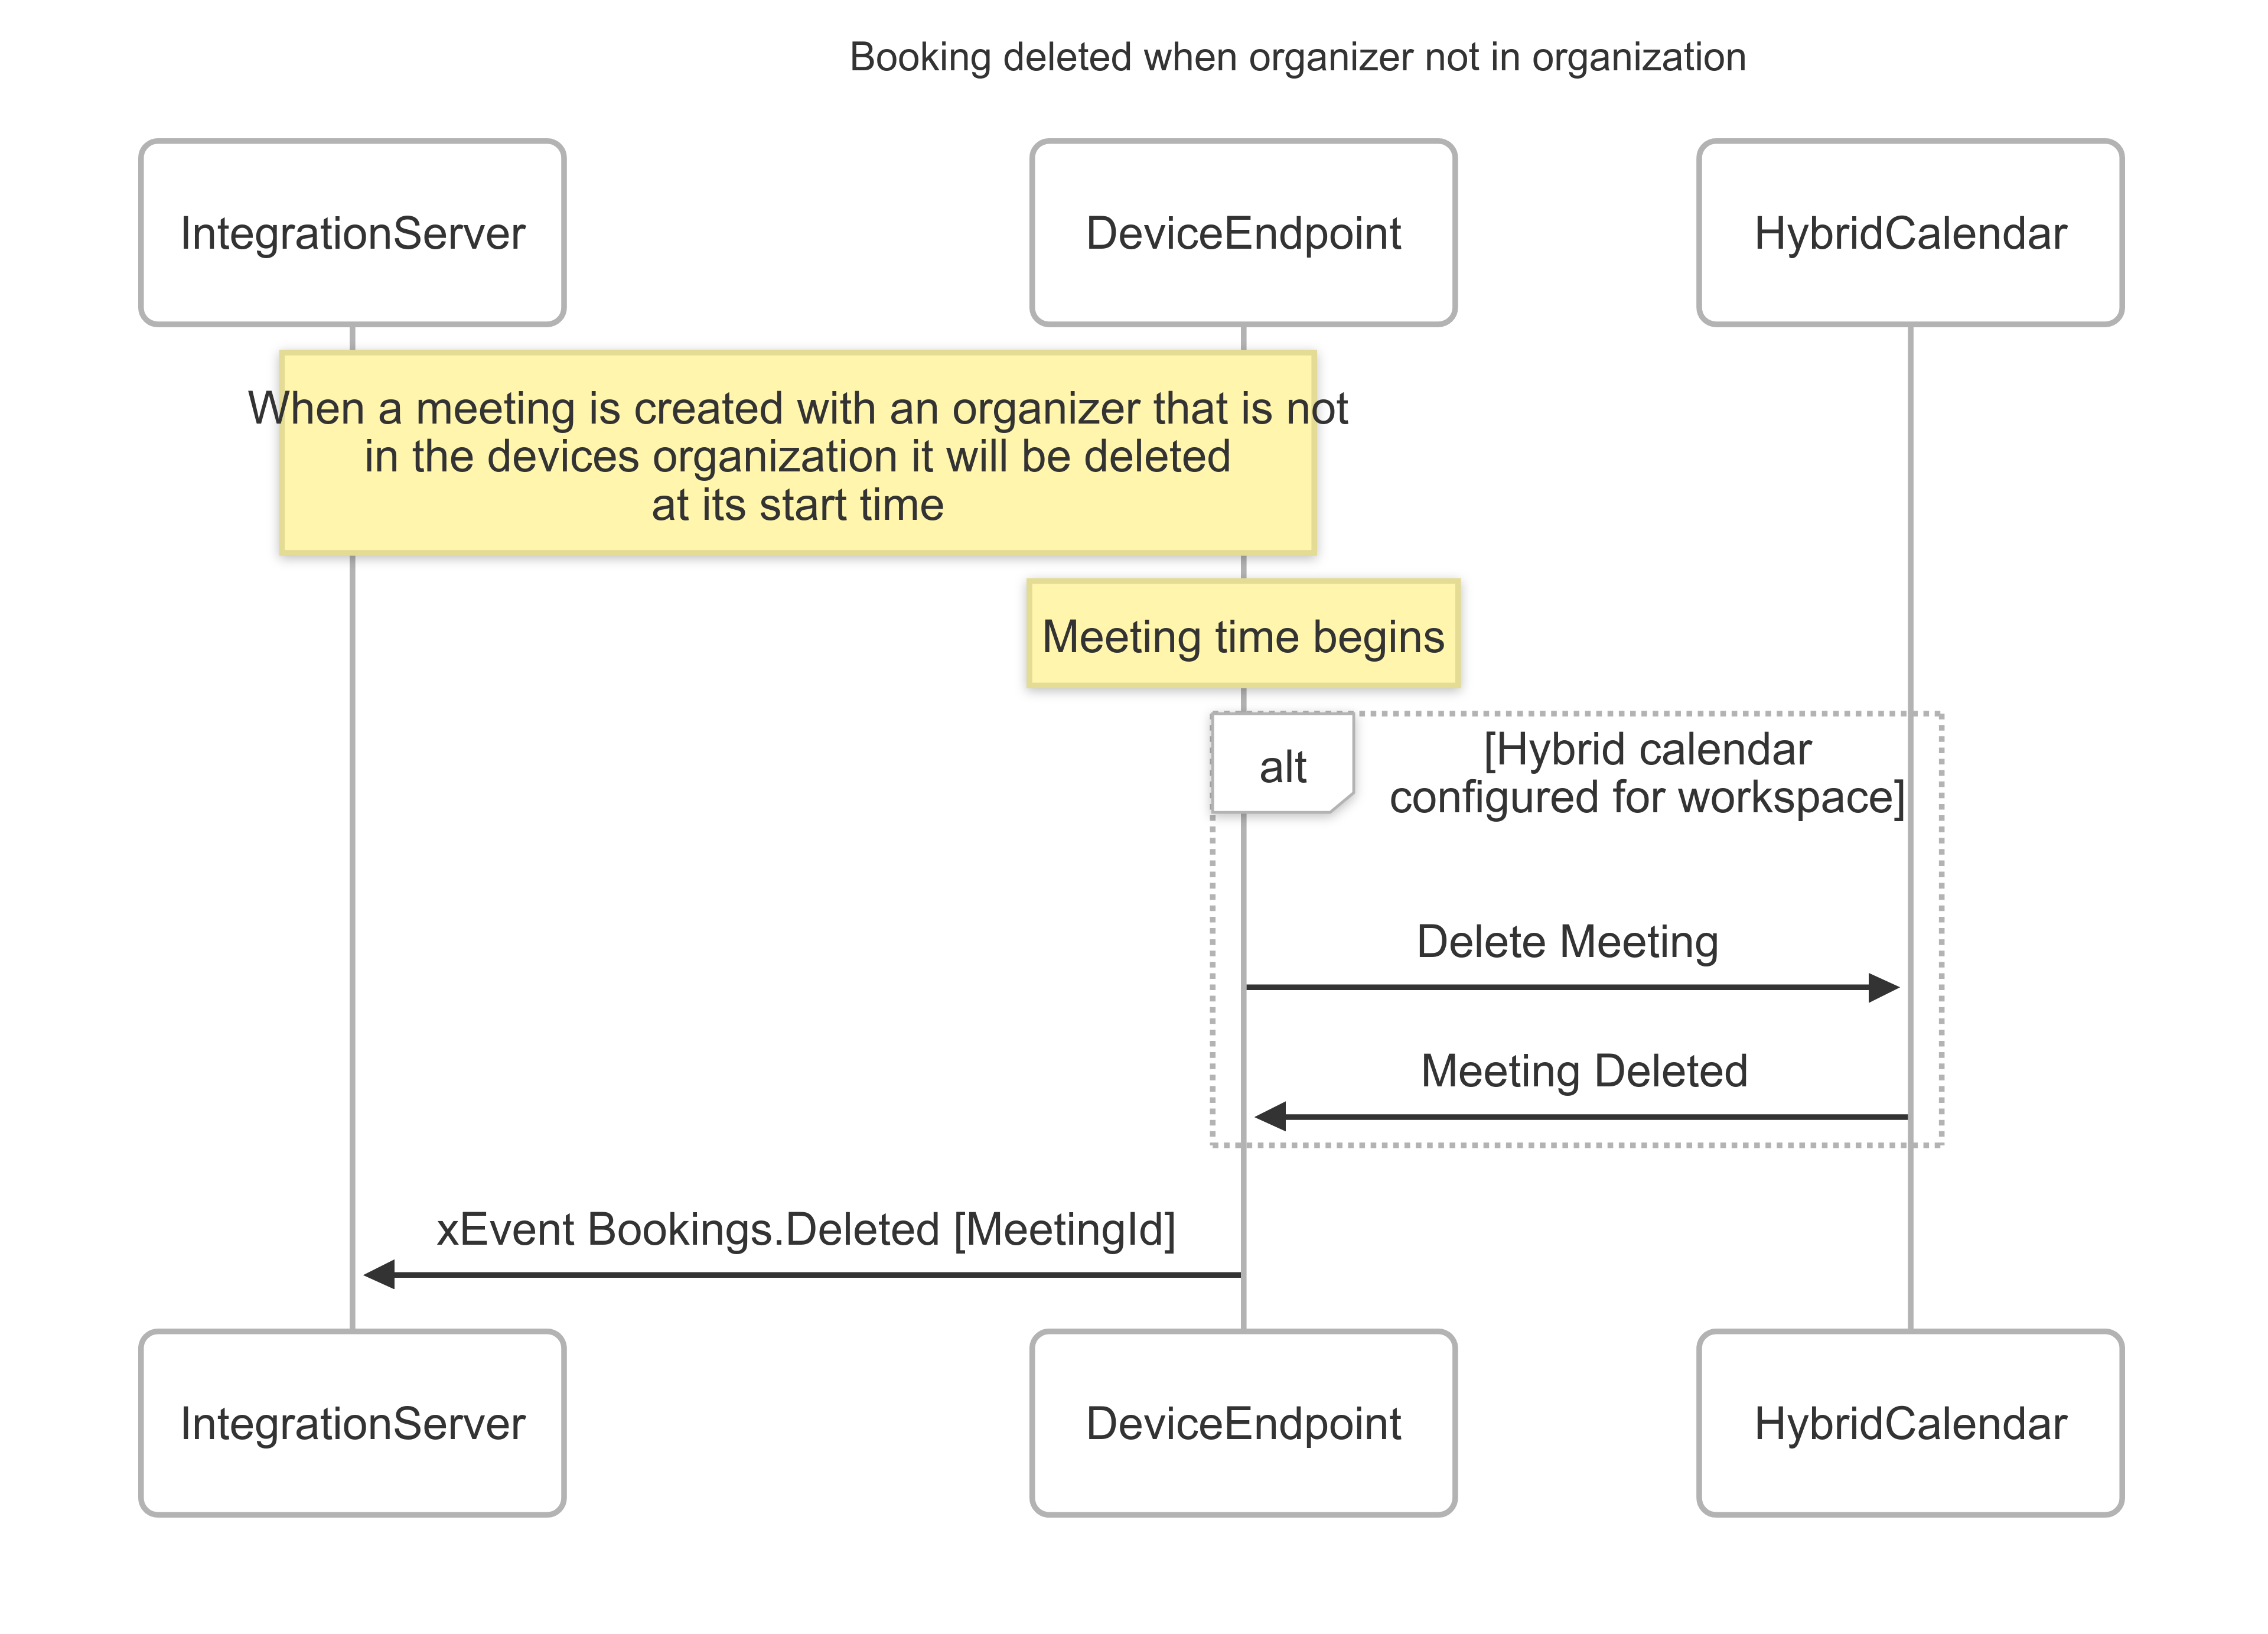 Booking deleted when organizer not in organization
IntegrationServer
DeviceEndpoint
HybridCalendar
When a meeting is created with an organizer that is not
in the devices organization it will be deleted
at its start time
Meeting time begins
alt
[Hybrid calendar
configured for workspace]
Delete Meeting
Meeting Deleted
xEvent Bookings.Deleted [MeetingId]
IntegrationServer
DeviceEndpoint
HybridCalendar